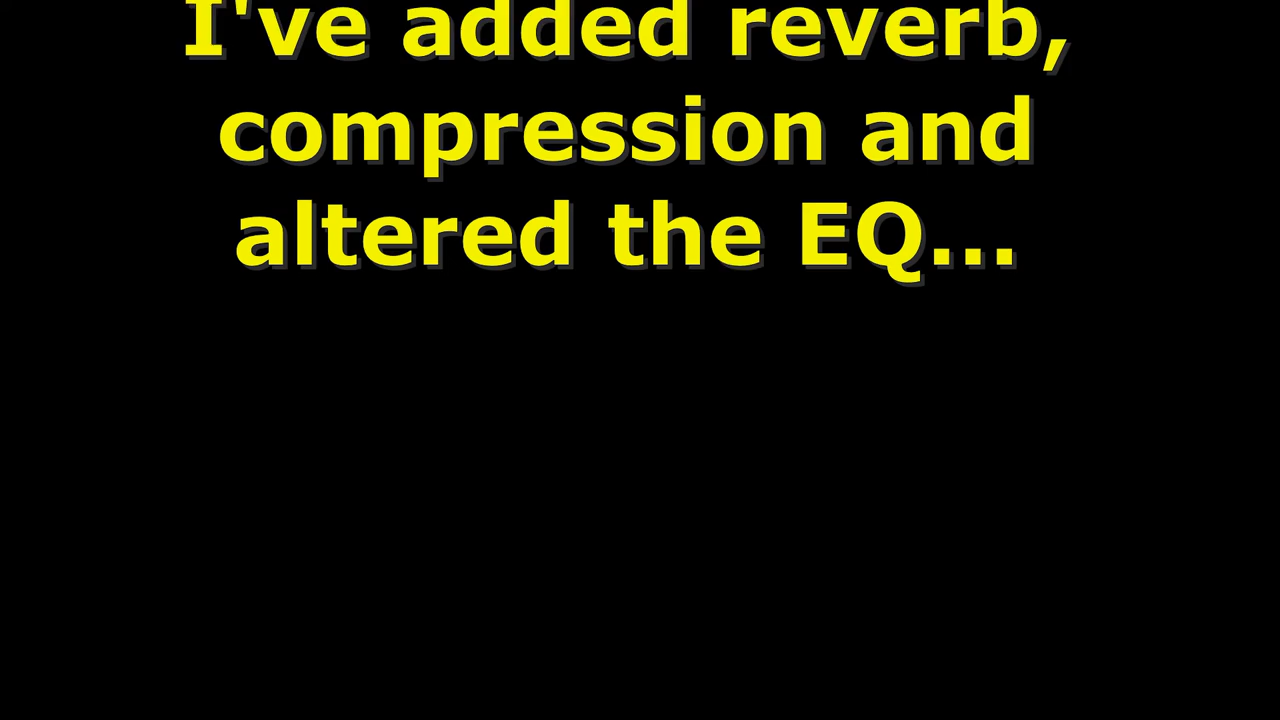 I've added reverb,
compression and
altered the EQ...